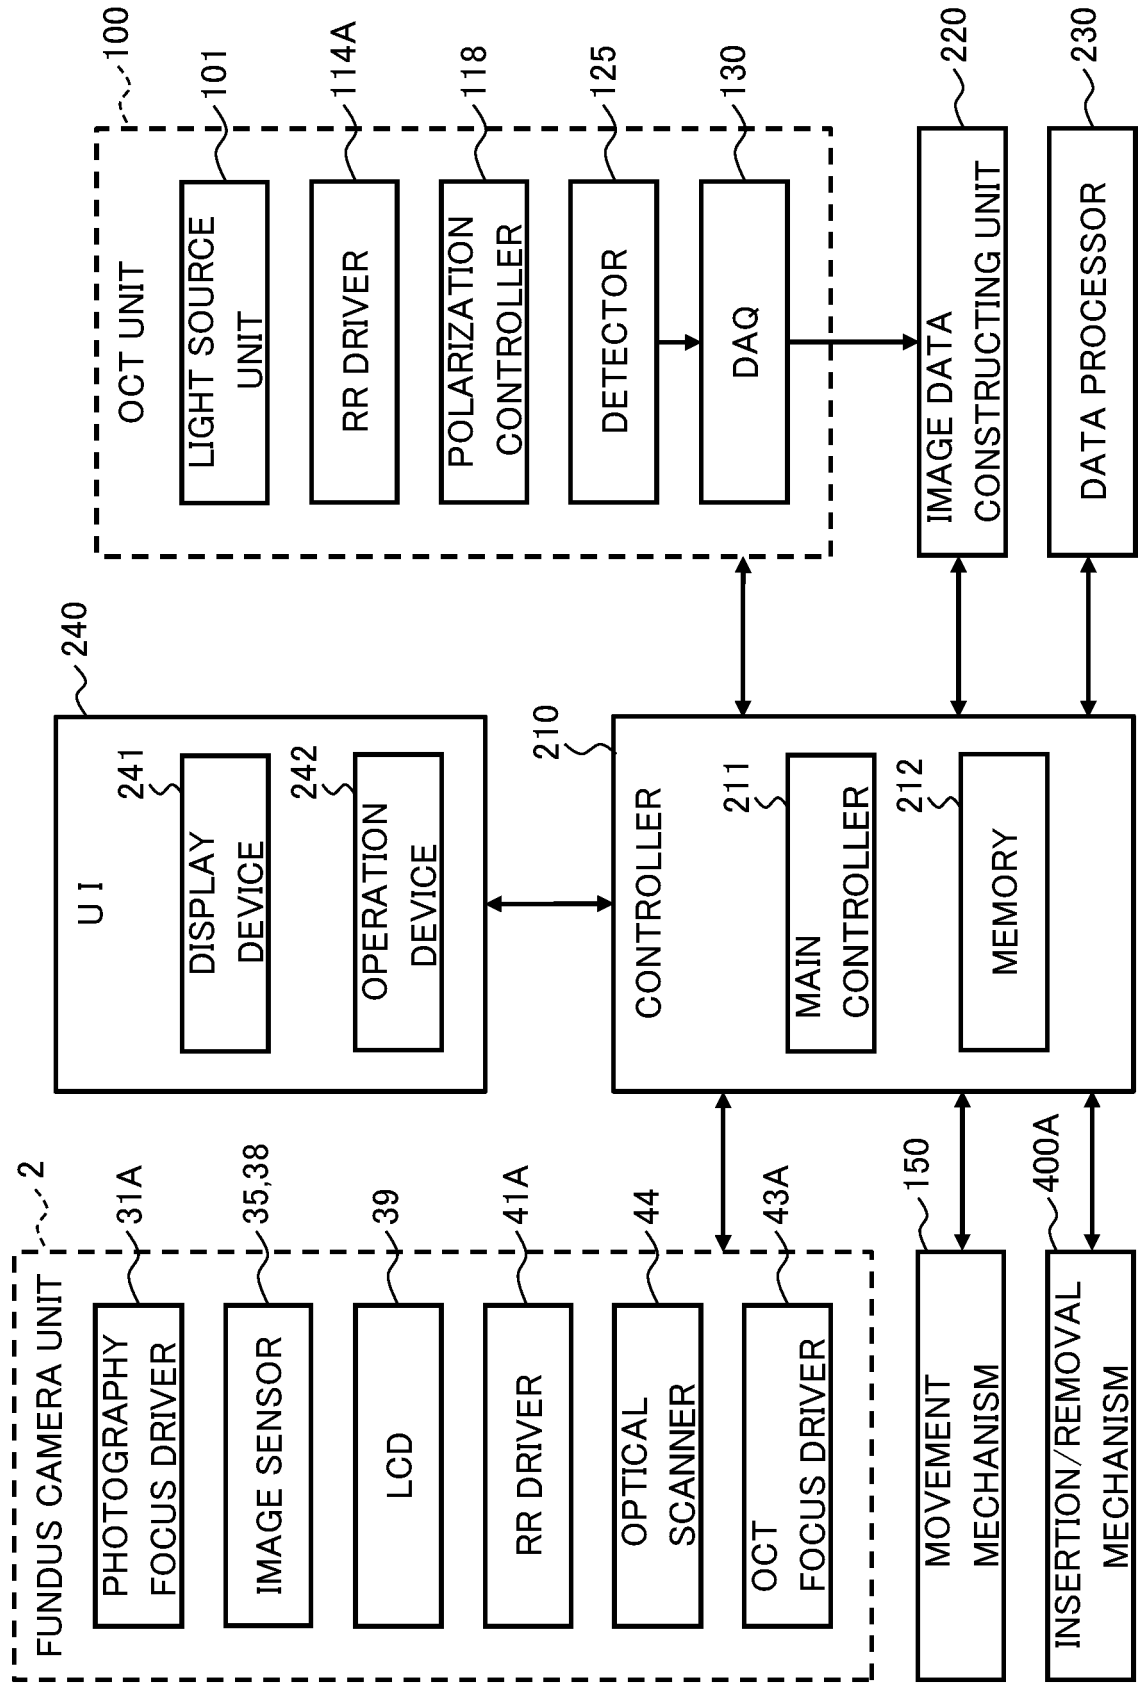 FUNDUS CAMERA UNIT
2
PHOTOGRAPHY
FOCUS DRIVER
31A
IMAGE SENSOR
35,38
LCD
39
RR DRIVER
41A
OPTICAL
SCANNER
44
OCT
FOCUS DRIVER
43A
MOVEMENT
MECHANISM
150
INSERTION/REMOVAL
MECHANISM
400A
UI
240
DISPLAY
DEVICE
241
OPERATION
DEVICE
242
CONTROLLER
210
MAIN
CONTROLLER
211
MEMORY
212
OCT UNIT
100
LIGHT SOURCE
UNIT
101
RR DRIVER
114A
POLARIZATION
CONTROLLER
118
DETECTOR
125
DAQ
130
IMAGE DATA
CONSTRUCTING UNIT
220
DATA PROCESSOR
230